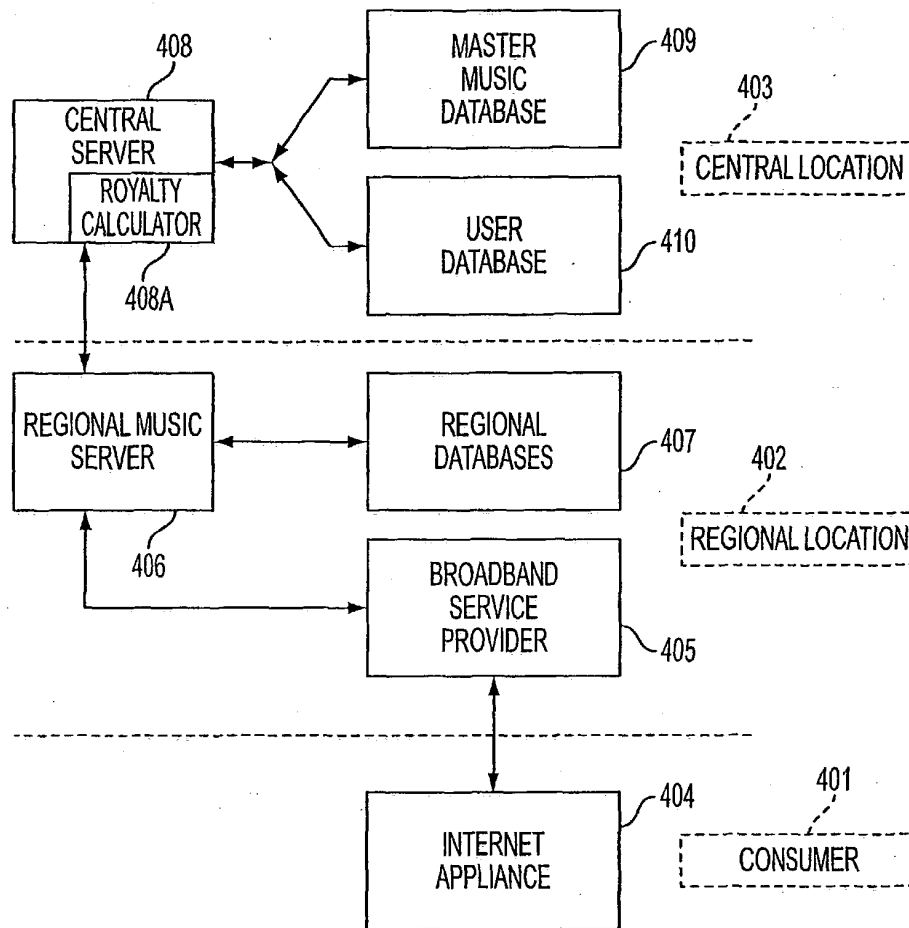 408
CENTRAL
SERVER
ROYALTY
CALCULATOR
408A
MASTER
MUSIC
DATABASE
409
403
CENTRAL LOCATION
USER
DATABASE
410
REGIONAL MUSIC
SERVER
406
REGIONAL
DATABASES
407
402
REGIONAL LOCATION
BROADBAND
SERVICE
PROVIDER
405
INTERNET
APPLIANCE
404
401
CONSUMER